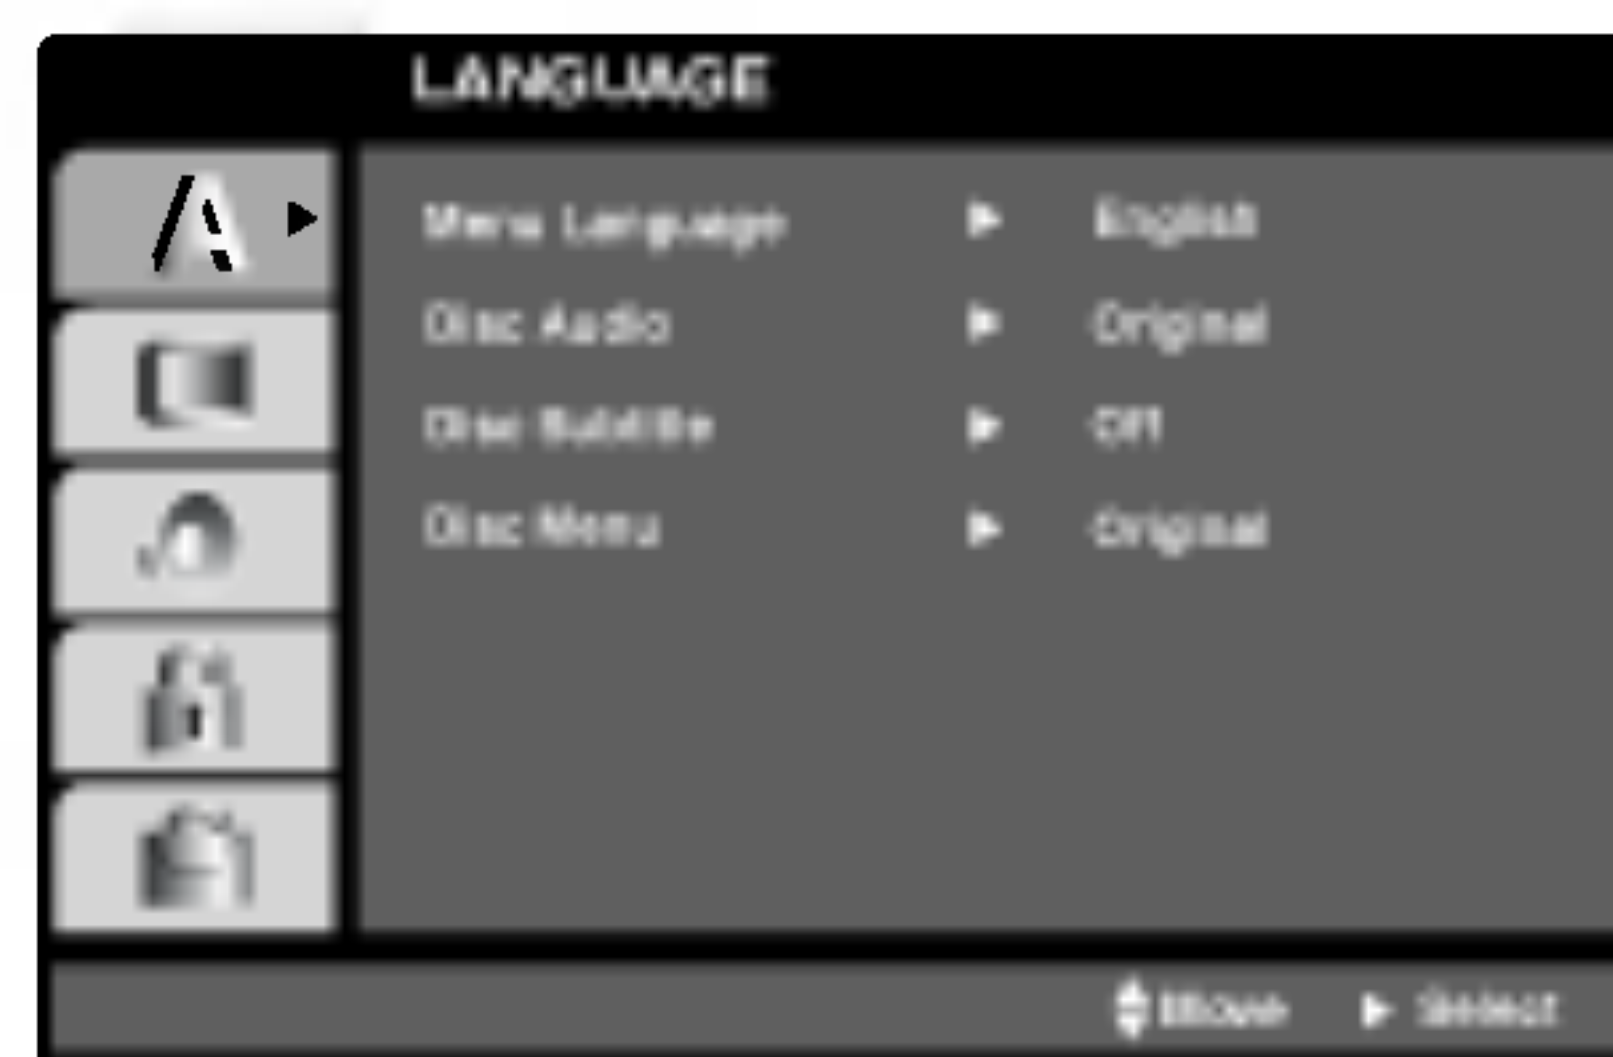 LANGUAGE
Menu Language ► English
Disc Audio ► Original
Disc Subtitle ► Off
Disc Menu ► Original
Move ► Select